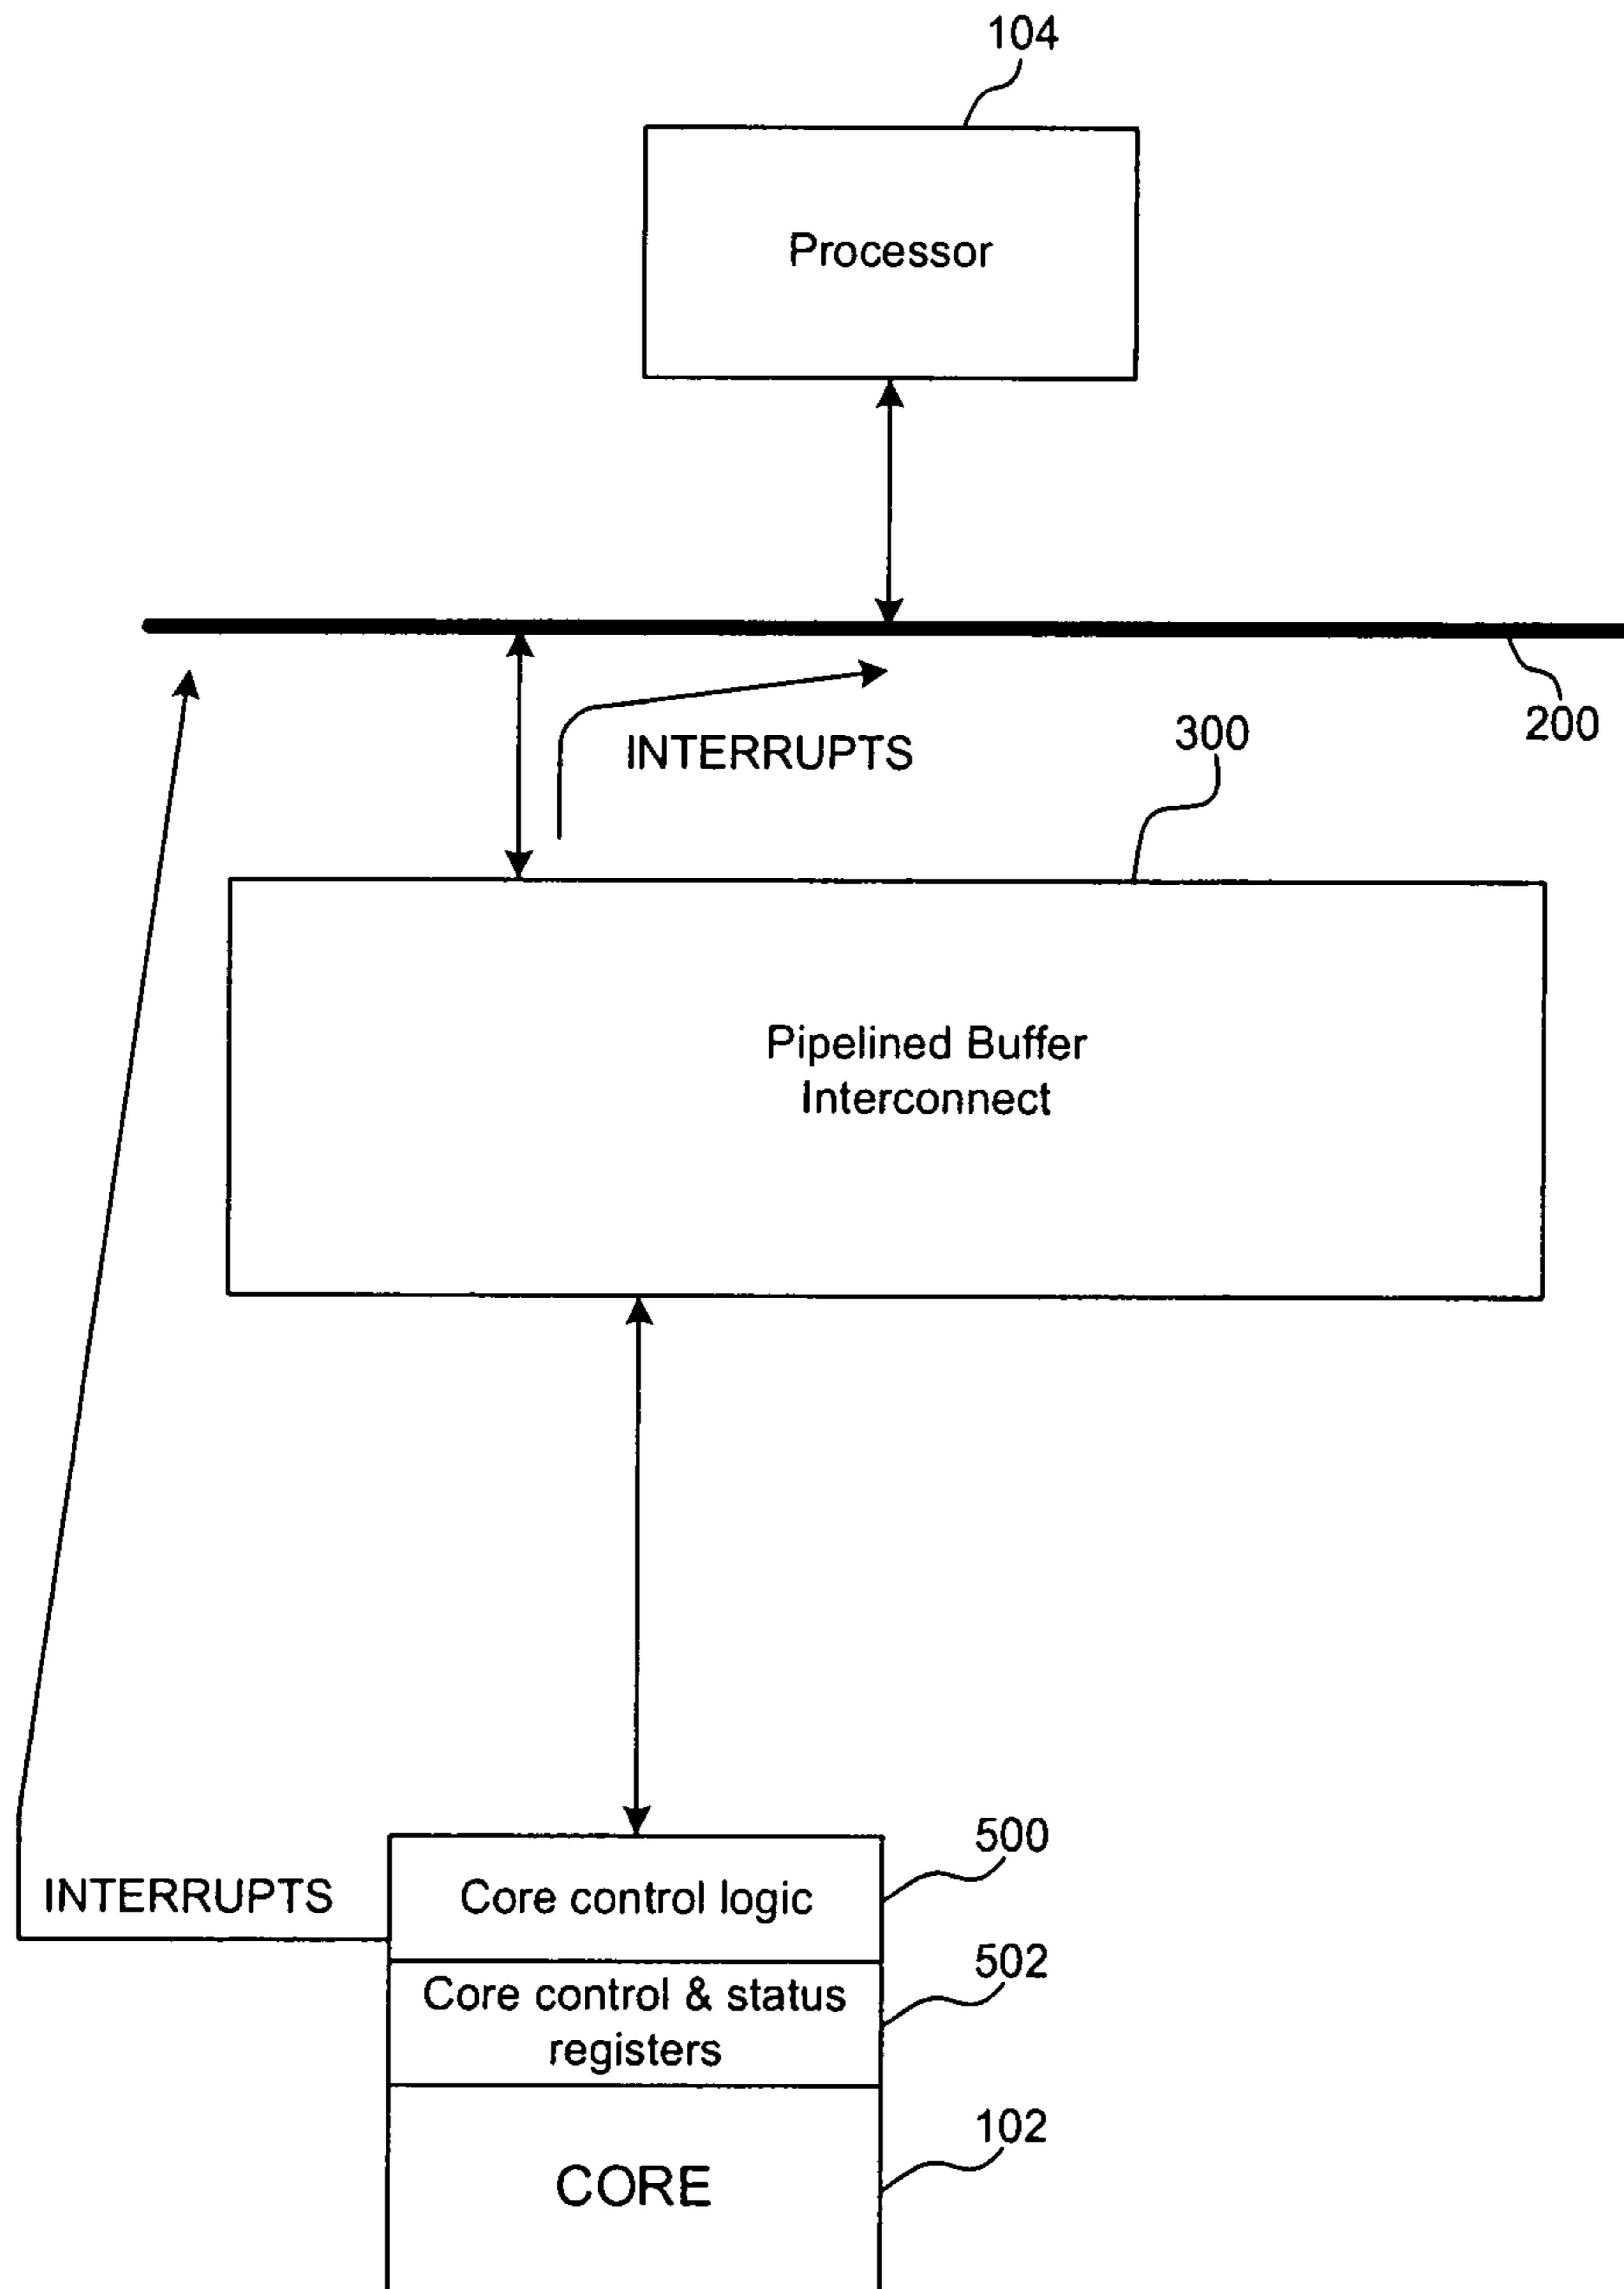 104
Processor
200
300
INTERRUPTS
Pipelined Buffer
Interconnect
500
INTERRUPTS
Core control logic
502
Core control & status
registers
102
CORE